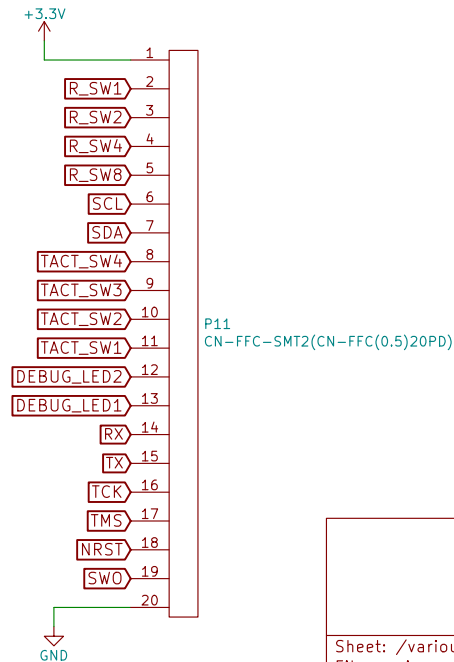 +3.3V
1
R_SW1 2
R_SW2 3
R_SW4 4
R_SW8 5
SCL 6
SDA 7
TACT_SW4 8
TACT_SW3 9
TACT_SW2 10
TACT_SW1 11
DEBUG_LED2 12
DEBUG_LED1 13
RX 14
TX 15
TCK 16
TMS 17
NRST 18
SWO 19
20
GND
P11
CN-FFC-SMT2(CN-FFC(0.5)20PD)
Sheet: /variou